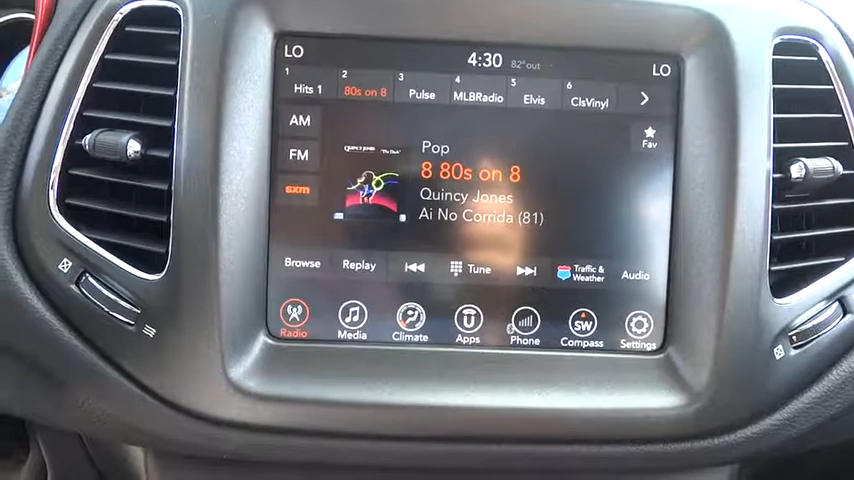 LO 4:30 82°out LO
1 Hits 1 2 80s on 8 3 Pulse 4 MLBRadio 5 Elvis 6 ClsVinyl
AM
FM
sxm
QUINCY JONES
Pop
8 80s on 8
Quincy Jones
Ai No Corrida (81)
Fav
Browse Replay Tune Traffic & Weather Audio
Radio Media Climate Apps SW Phone Compass Settings